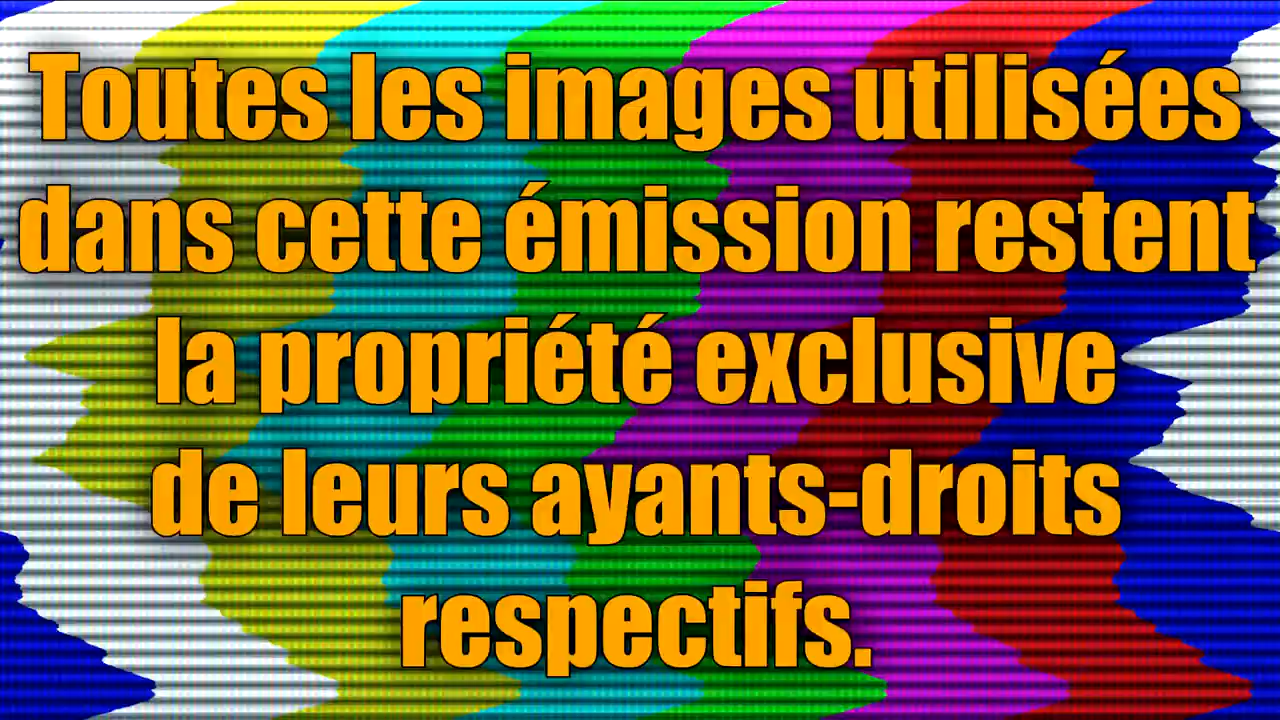 Toutes les images utilisées
dans cette émission restent
la propriété exclusive
de leurs ayants-droits
respectifs.